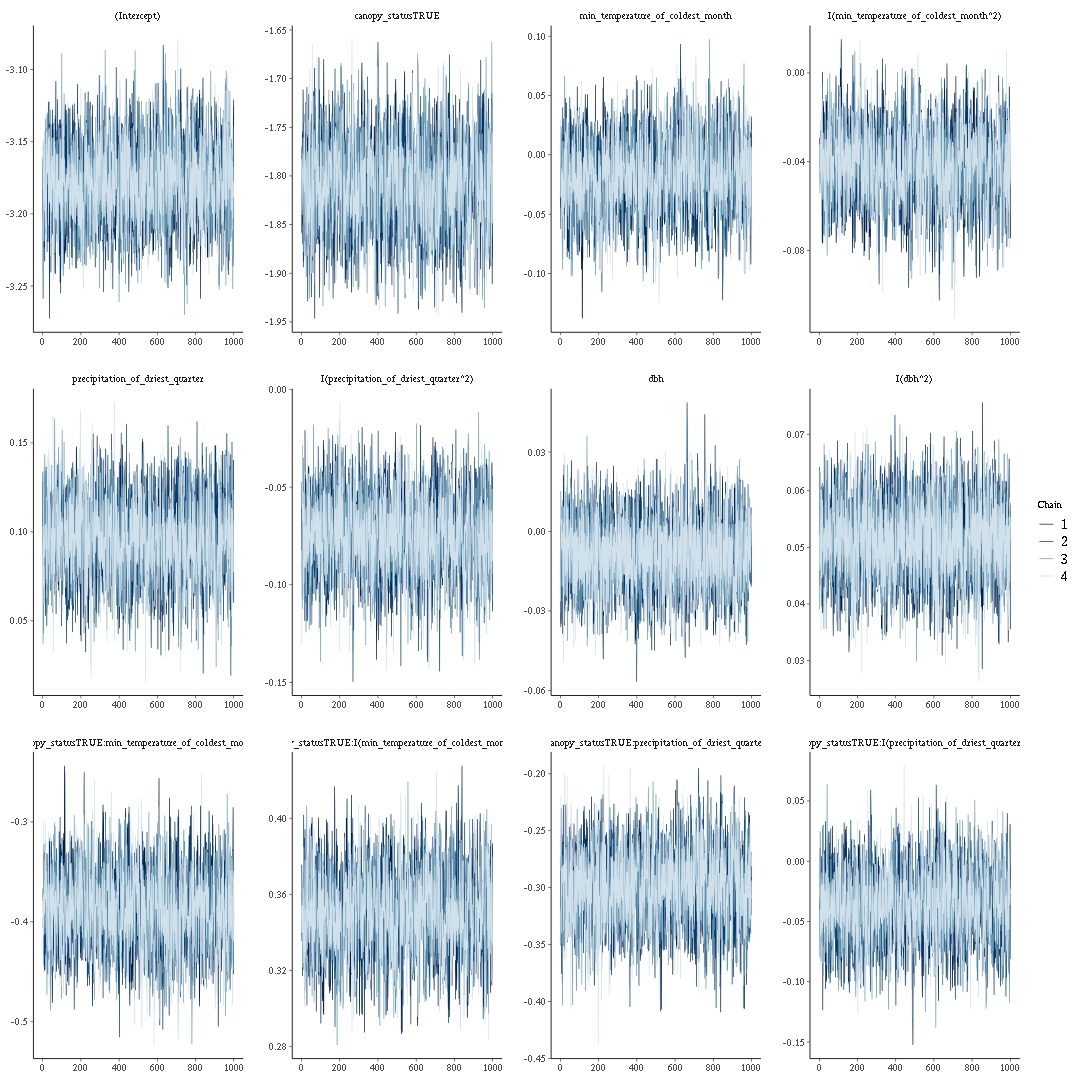 (Intercept)
canopy_statusTRUE
min_temperature_of_coldest_month
I(min_temperature_of_coldest_month^2)
-3.10
-3.15
-3.20
-3.25
0 200 400 600 800 1000
-1.65
-1.70
-1.75
-1.80
-1.85
-1.90
-1.95
0 200 400 600 800 1000
0.10
0.05
0.00
-0.05
-0.10
0 200 400 600 800 1000
0.00
-0.04
-0.08
0 200 400 600 800 1000
precipitation_of_driest_quarter
I(precipitation_of_driest_quarter^2)
dbh
I(dbh^2)
0.15
0.10
0.05
0 200 400 600 800 1000
0.00
-0.05
-0.10
-0.15
0 200 400 600 800 1000
0.03
0.00
-0.03
-0.06
0 200 400 600 800 1000
0.07
0.06
0.05
0.04
0.03
0 200 400 600 800 1000
Chain
1
2
3
4
opy_statusTRUE:min_temperature_of_coldest_mo
_statusTRUE:I(min_temperature_of_coldest_mor
anopy_statusTRUE:precipitation_of_driest_quarte
opy_statusTRUE:I(precipitation_of_driest_quarter
-0.3
-0.4
-0.5
0 200 400 600 800 1000
0.40
0.36
0.32
0.28
0 200 400 600 800 1000
-0.20
-0.25
-0.30
-0.35
-0.40
-0.45
0 200 400 600 800 1000
0.05
0.00
-0.05
-0.10
-0.15
0 200 400 600 800 1000